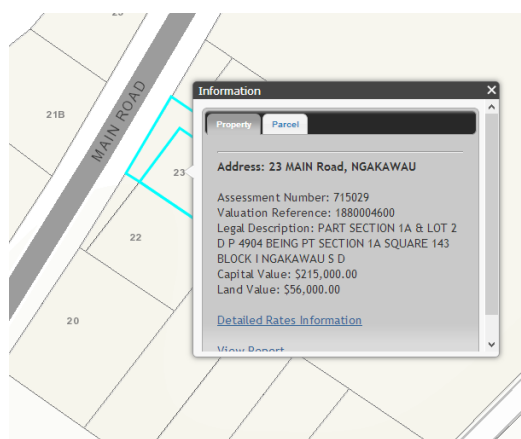 21B
MAIN ROAD
23
22
20
Information
X
Property Parcel
Address: 23 MAIN Road, NGAKAWAU
Assessment Number: 715029
Valuation Reference: 1880004600
Legal Description: PART SECTION 1A & LOT 2
D P 4904 BEING PT SECTION 1A SQUARE 143
BLOCK I NGAKAWAU S D
Capital Value: $215,000.00
Land Value: $56,000.00
Detailed Rates Information
View Report